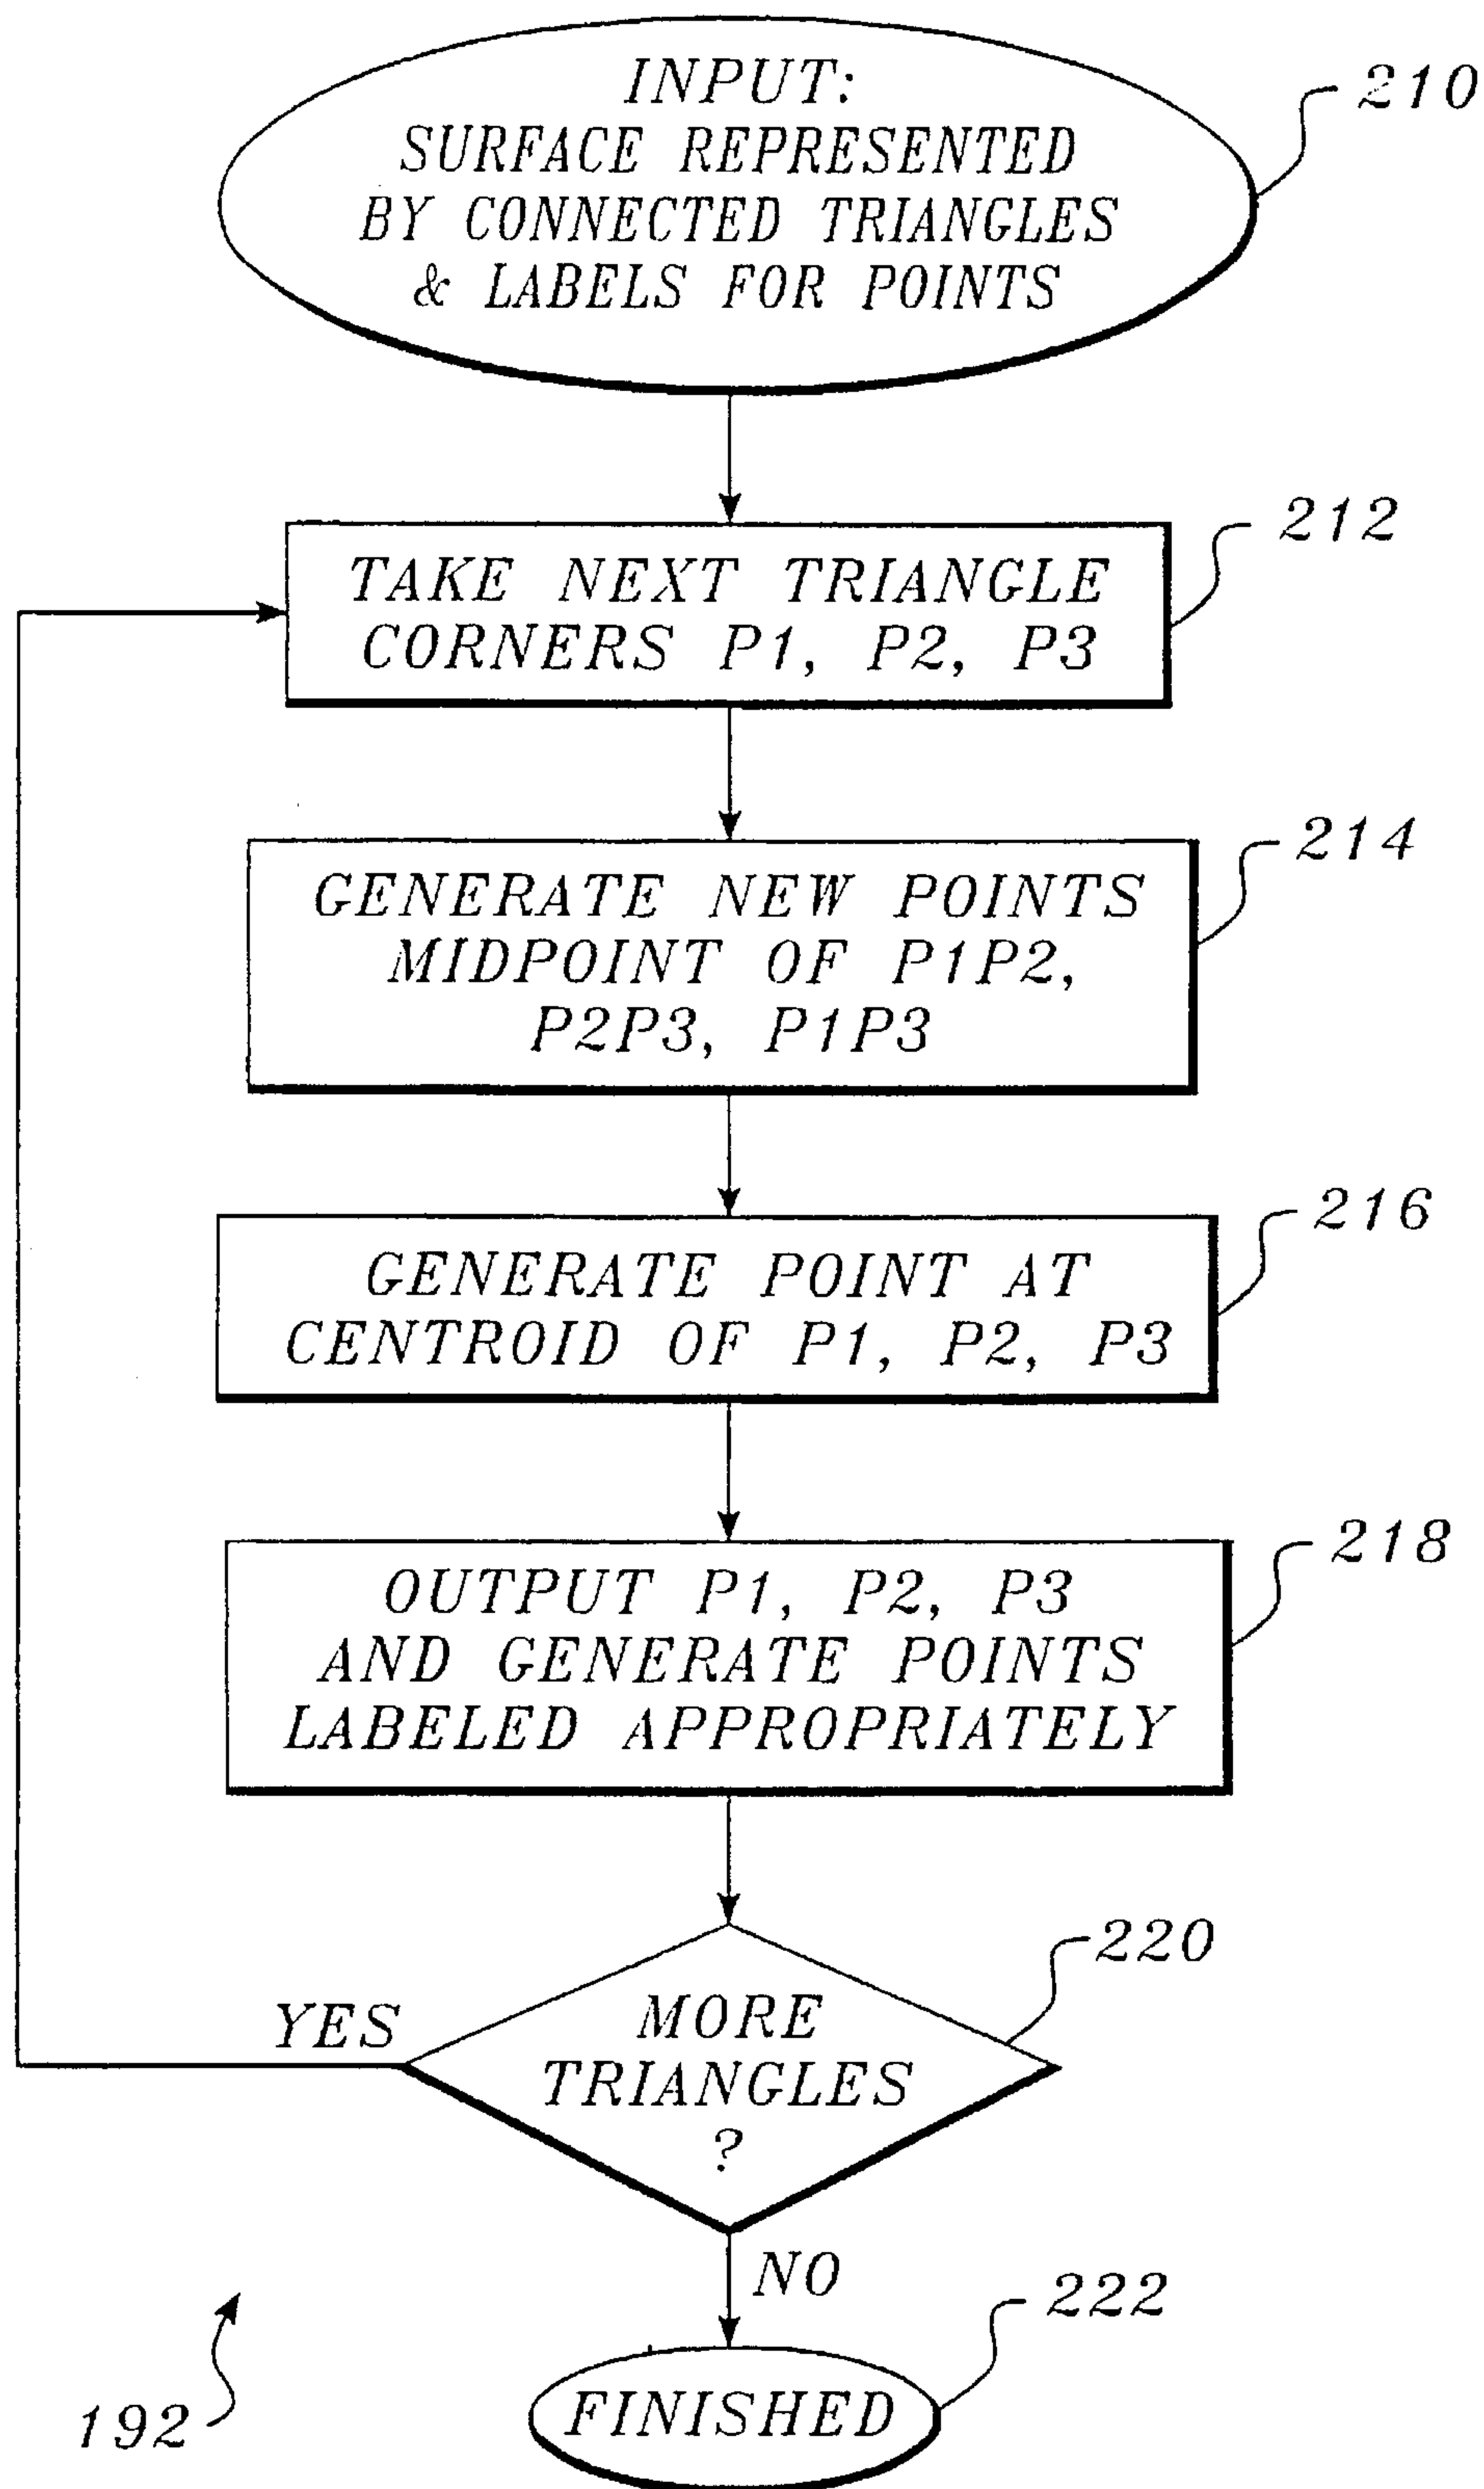 INPUT:
SURFACE REPRESENTED
BY CONNECTED TRIANGLES
& LABELS FOR POINTS
210
TAKE NEXT TRIANGLE
CORNERS P1, P2, P3
212
GENERATE NEW POINTS
MIDPOINT OF P1P2,
P2P3, P1P3
214
GENERATE POINT AT
CENTROID OF P1, P2, P3
216
OUTPUT P1, P2, P3
AND GENERATE POINTS
LABELED APPROPRIATELY
218
MORE
TRIANGLES
?
220
YES
NO
FINISHED
222
192